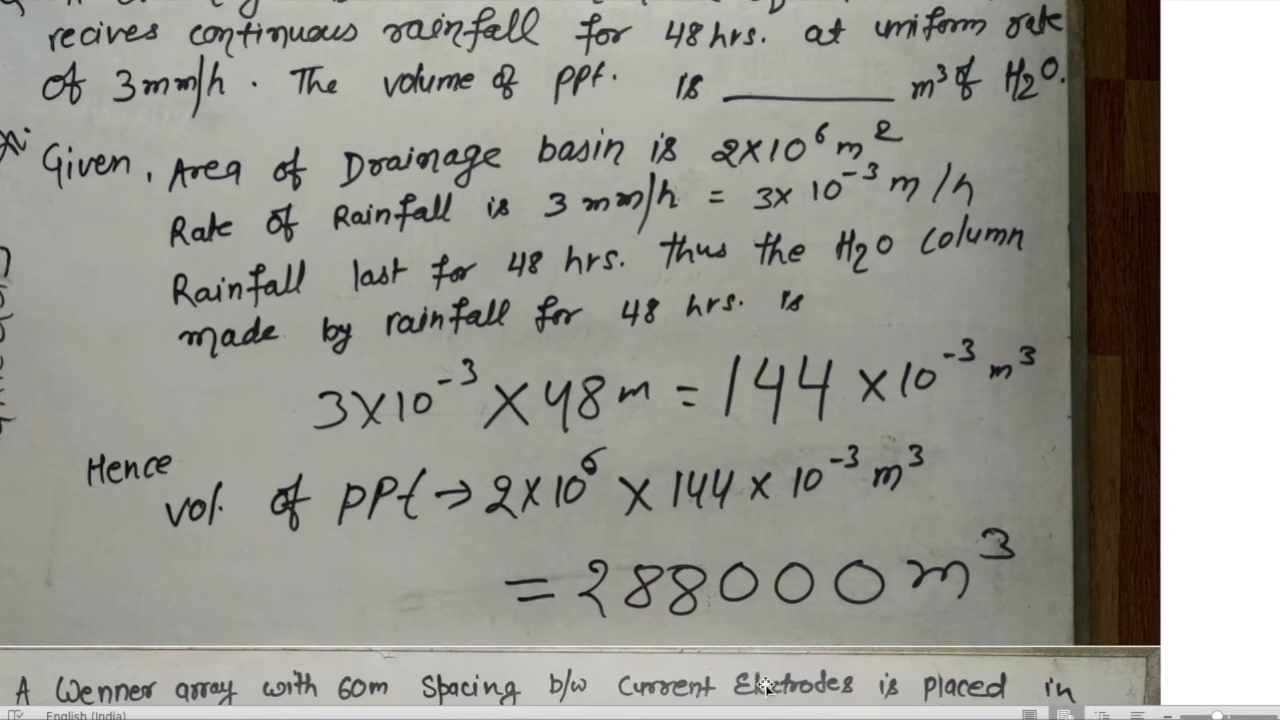 recives continuous rainfall for 48 hrs. at uniform rate
of 3 mm/h. The volume of ppt. is ________ m³ of H2O.
Given, Area of Drainage basin is 2×10⁶ m²
Rate of Rainfall is 3 mm/h = 3×10⁻³ m/h
Rainfall last for 48 hrs. thus the H2O column
made by rainfall for 48 hrs. is
3×10⁻³ × 48 m = 144 × 10⁻³ m³
Hence
vol. of PPt → 2×10⁶ × 144 × 10⁻³ m³
= 288000 m³
A Wenner array with 60m spacing b/w current Electrodes is placed in
English (India)